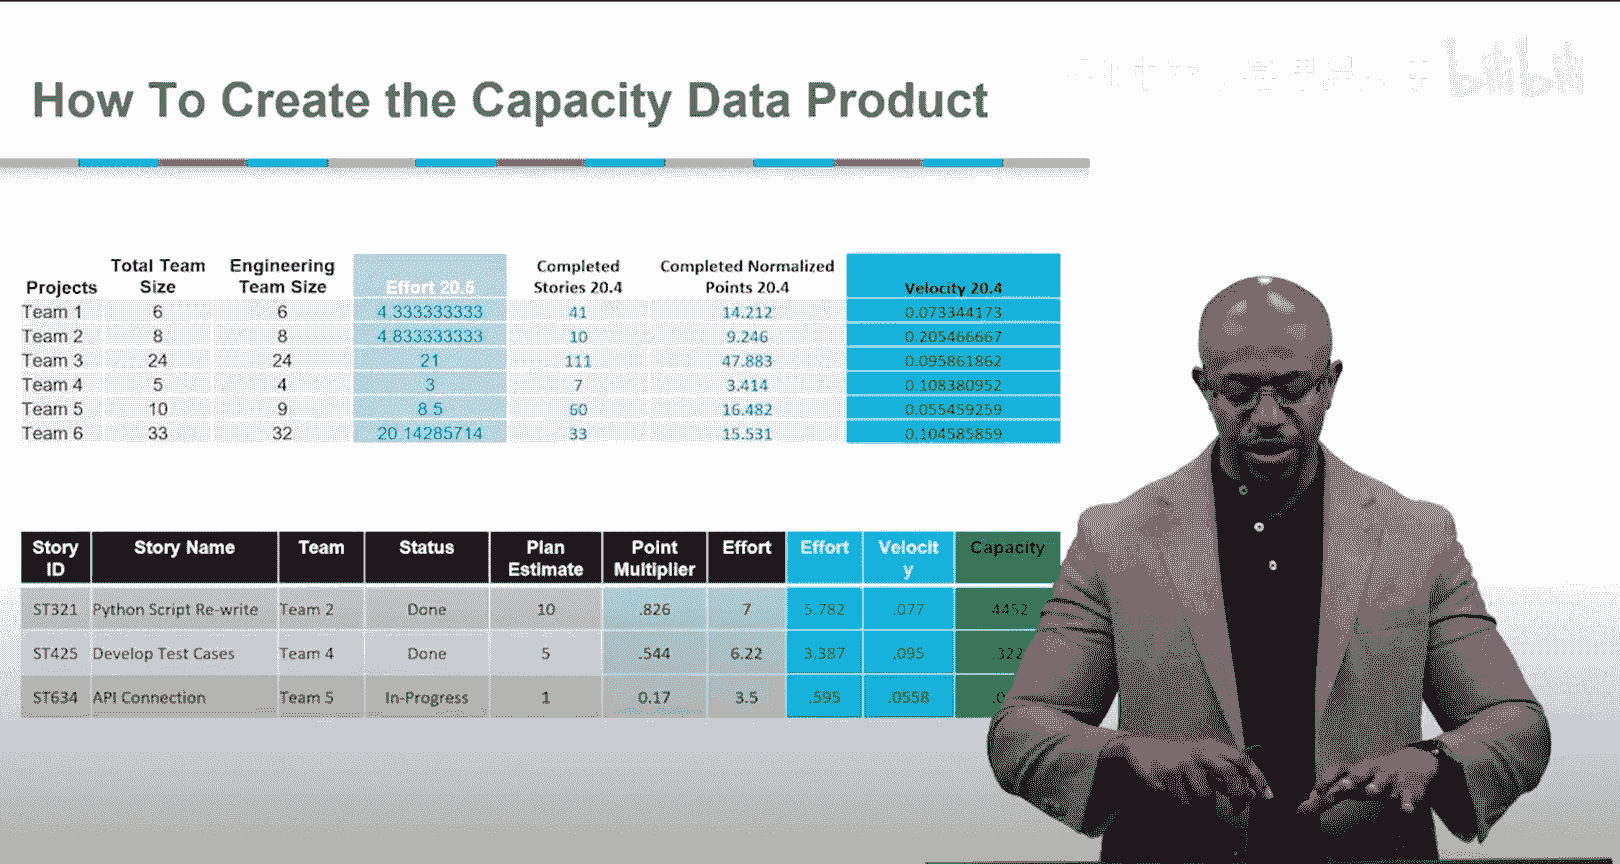 bilibili
How To Create the Capacity Data Product
Projects Total Team Size Engineering Team Size Effort 20.5 Completed Stories 20.4 Completed Normalized Points 20.4 Velocity 20.4
Team 1 6 6 4.333333333 41 14.212 0.073344173
Team 2 8 8 4.833333333 10 9.246 0.205466667
Team 3 24 24 21 111 47.883 0.095861862
Team 4 5 4 3 7 3.414 0.108380952
Team 5 10 9 8.5 60 16.482 0.055459259
Team 6 33 32 20.14285714 33 15.531 0.104585859
Story ID Story Name Team Status Plan Estimate Point Multiplier Effort Effort Velocity Capacity
ST321 Python Script Re-write Team 2 Done 10 .826 7 5.782 .077 .4452
ST425 Develop Test Cases Team 4 Done 5 .544 6.22 3.387 .095 .322
ST634 API Connection Team 5 In-Progress 1 0.17 3.5 .595 .0558